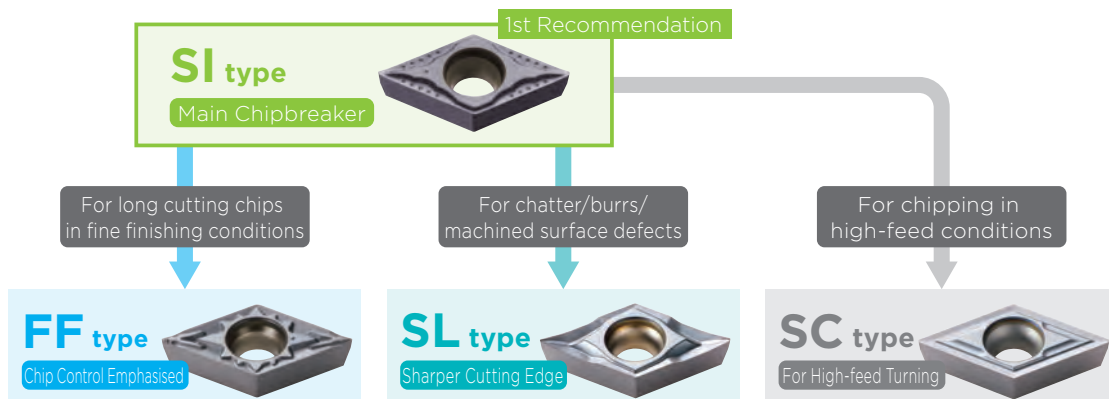 1st Recommendation
SI type
Main Chipbreaker
For long cutting chips
in fine finishing conditions
For chatter/burrs/
machined surface defects
For chipping in
high-feed conditions
FF type
Chip Control Emphasised
SL type
Sharper Cutting Edge
SC type
For High-feed Turning